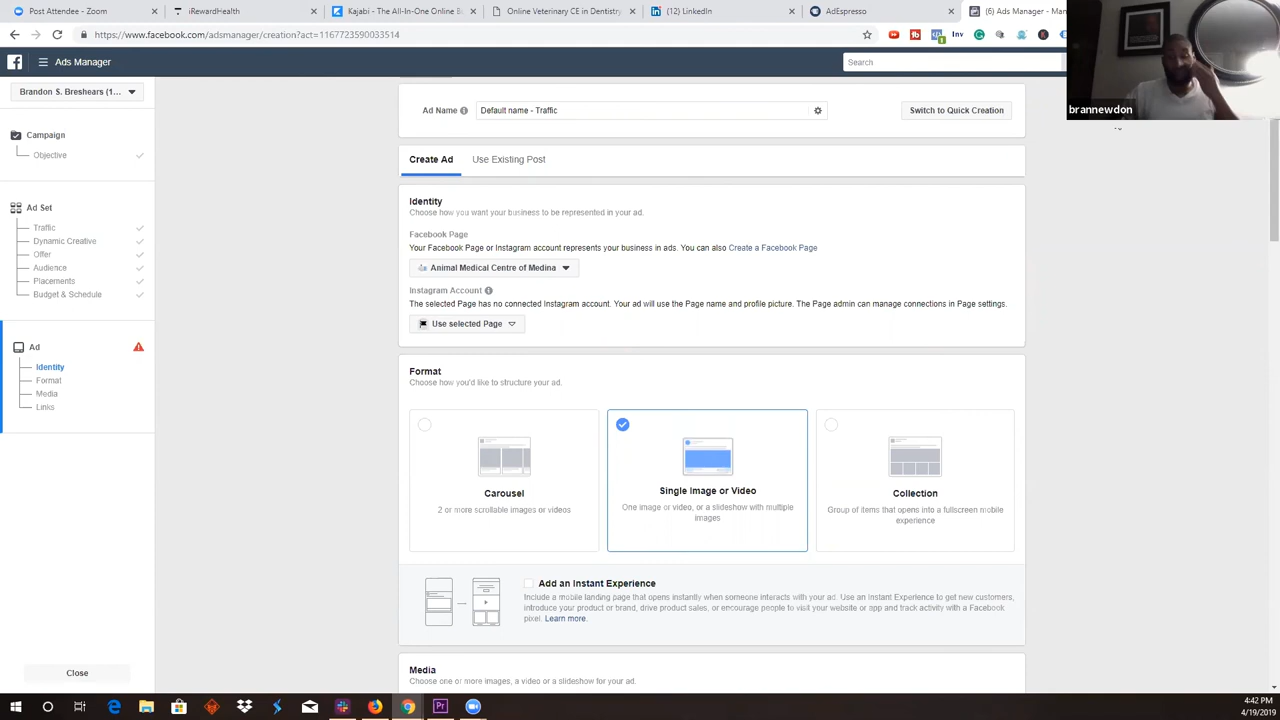 Post Attendee - Zoom
iRewardHealth
Kajabi - The All-In-One Online B
Online Veterinary CE in Dentistry
(12) LinkedIn
AdEspresso
(6) Ads Manager - Man
https://www.facebook.com/adsmanager/creation?act=1167723590033514
Inv
1
Ads Manager
Search
brannewdon
Brandon S. Breshears (1...
Ad Name
Default name - Traffic
Switch to Quick Creation
Campaign
Objective
Create Ad
Use Existing Post
Ad Set
Traffic
Dynamic Creative
Offer
Audience
Placements
Budget & Schedule
Identity
Choose how you want your business to be represented in your ad.
Facebook Page
Your Facebook Page or Instagram account represents your business in ads. You can also Create a Facebook Page
Animal Medical Centre of Medina
Instagram Account
The selected Page has no connected Instagram account. Your ad will use the Page name and profile picture. The Page admin can manage connections in Page settings.
Use selected Page
Ad
Identity
Format
Media
Links
Format
Choose how you'd like to structure your ad.
Carousel
2 or more scrollable images or videos
Single Image or Video
One image or video, or a slideshow with multiple
images
Collection
Group of items that opens into a fullscreen mobile
experience
Add an Instant Experience
Include a mobile landing page that opens instantly when someone interacts with your ad. Use an Instant Experience to get new customers,
introduce your product or brand, drive product sales, or encourage people to visit your website or app and track activity with a Facebook
pixel. Learn more.
Media
Choose one or more images, a video or a slideshow for your ad.
Close
Pr
4:42 PM
4/19/2019